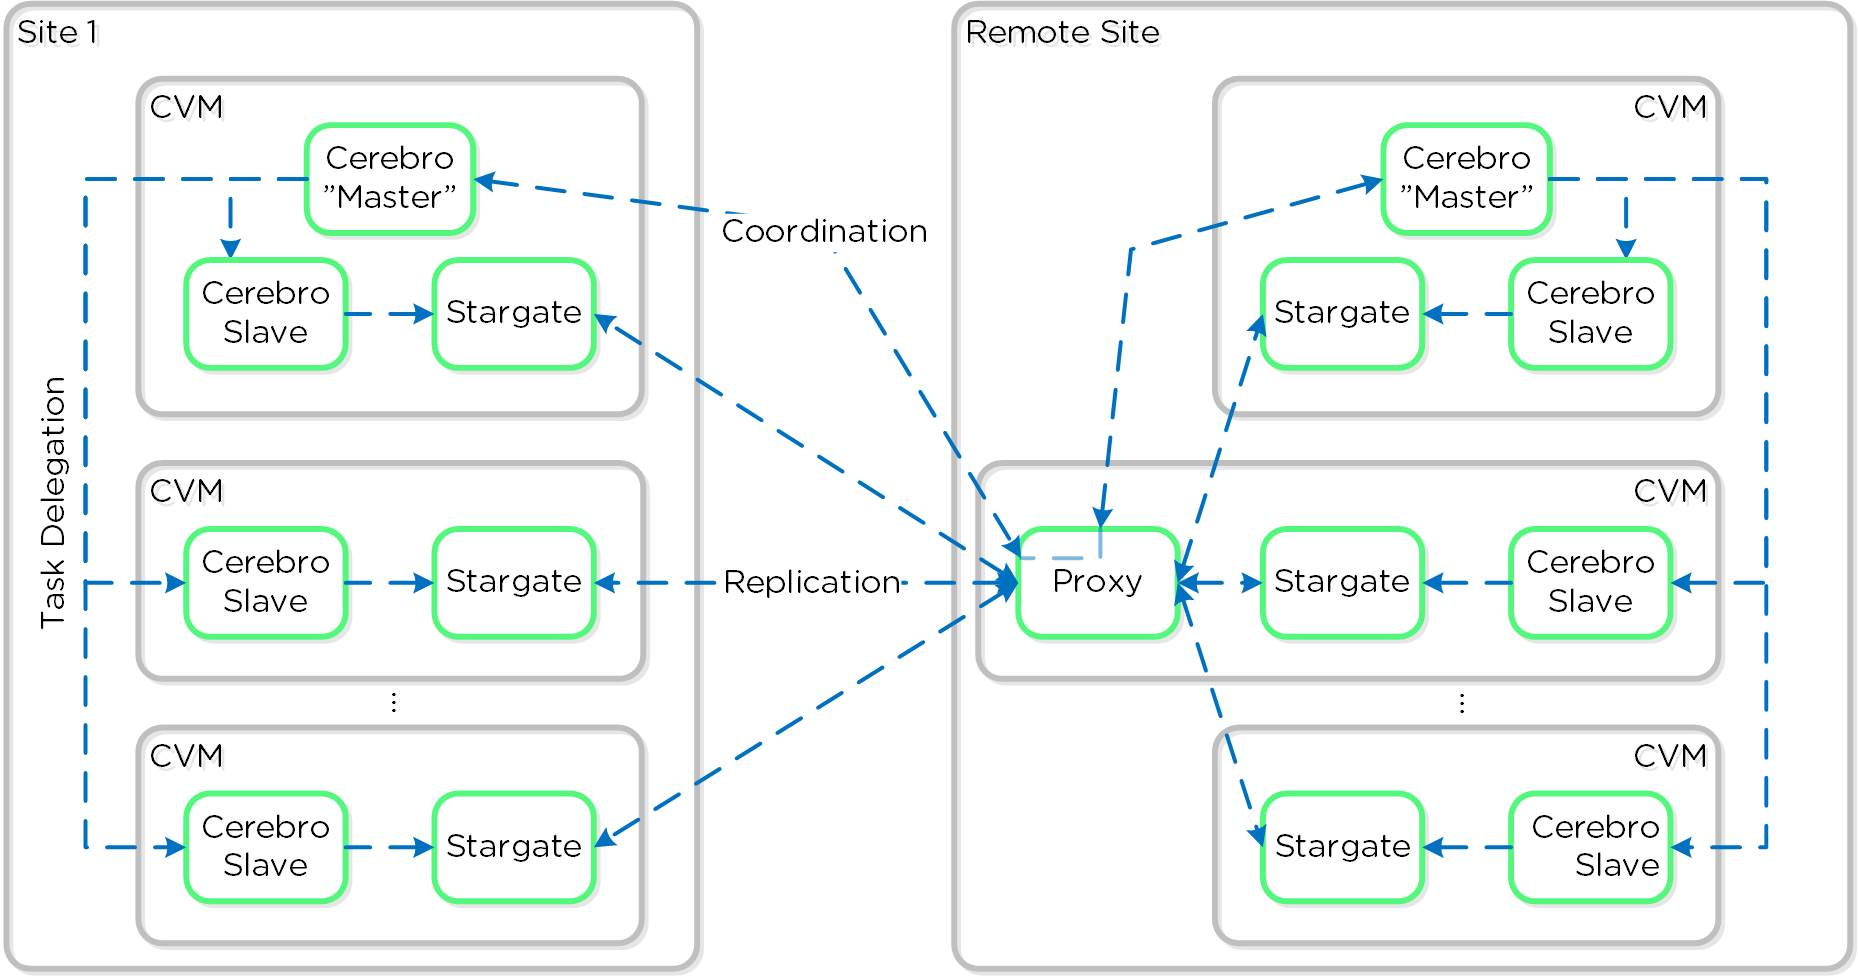 Site 1
CVM
Cerebro
”Master”
Cerebro
Slave
Stargate
CVM
Cerebro
Slave
Stargate
...
CVM
Cerebro
Slave
Stargate
Task Delegation
Coordination
Replication
Remote Site
CVM
Cerebro
”Master”
Stargate
Cerebro
Slave
CVM
Proxy
Stargate
Cerebro
Slave
...
CVM
Stargate
Cerebro
Slave